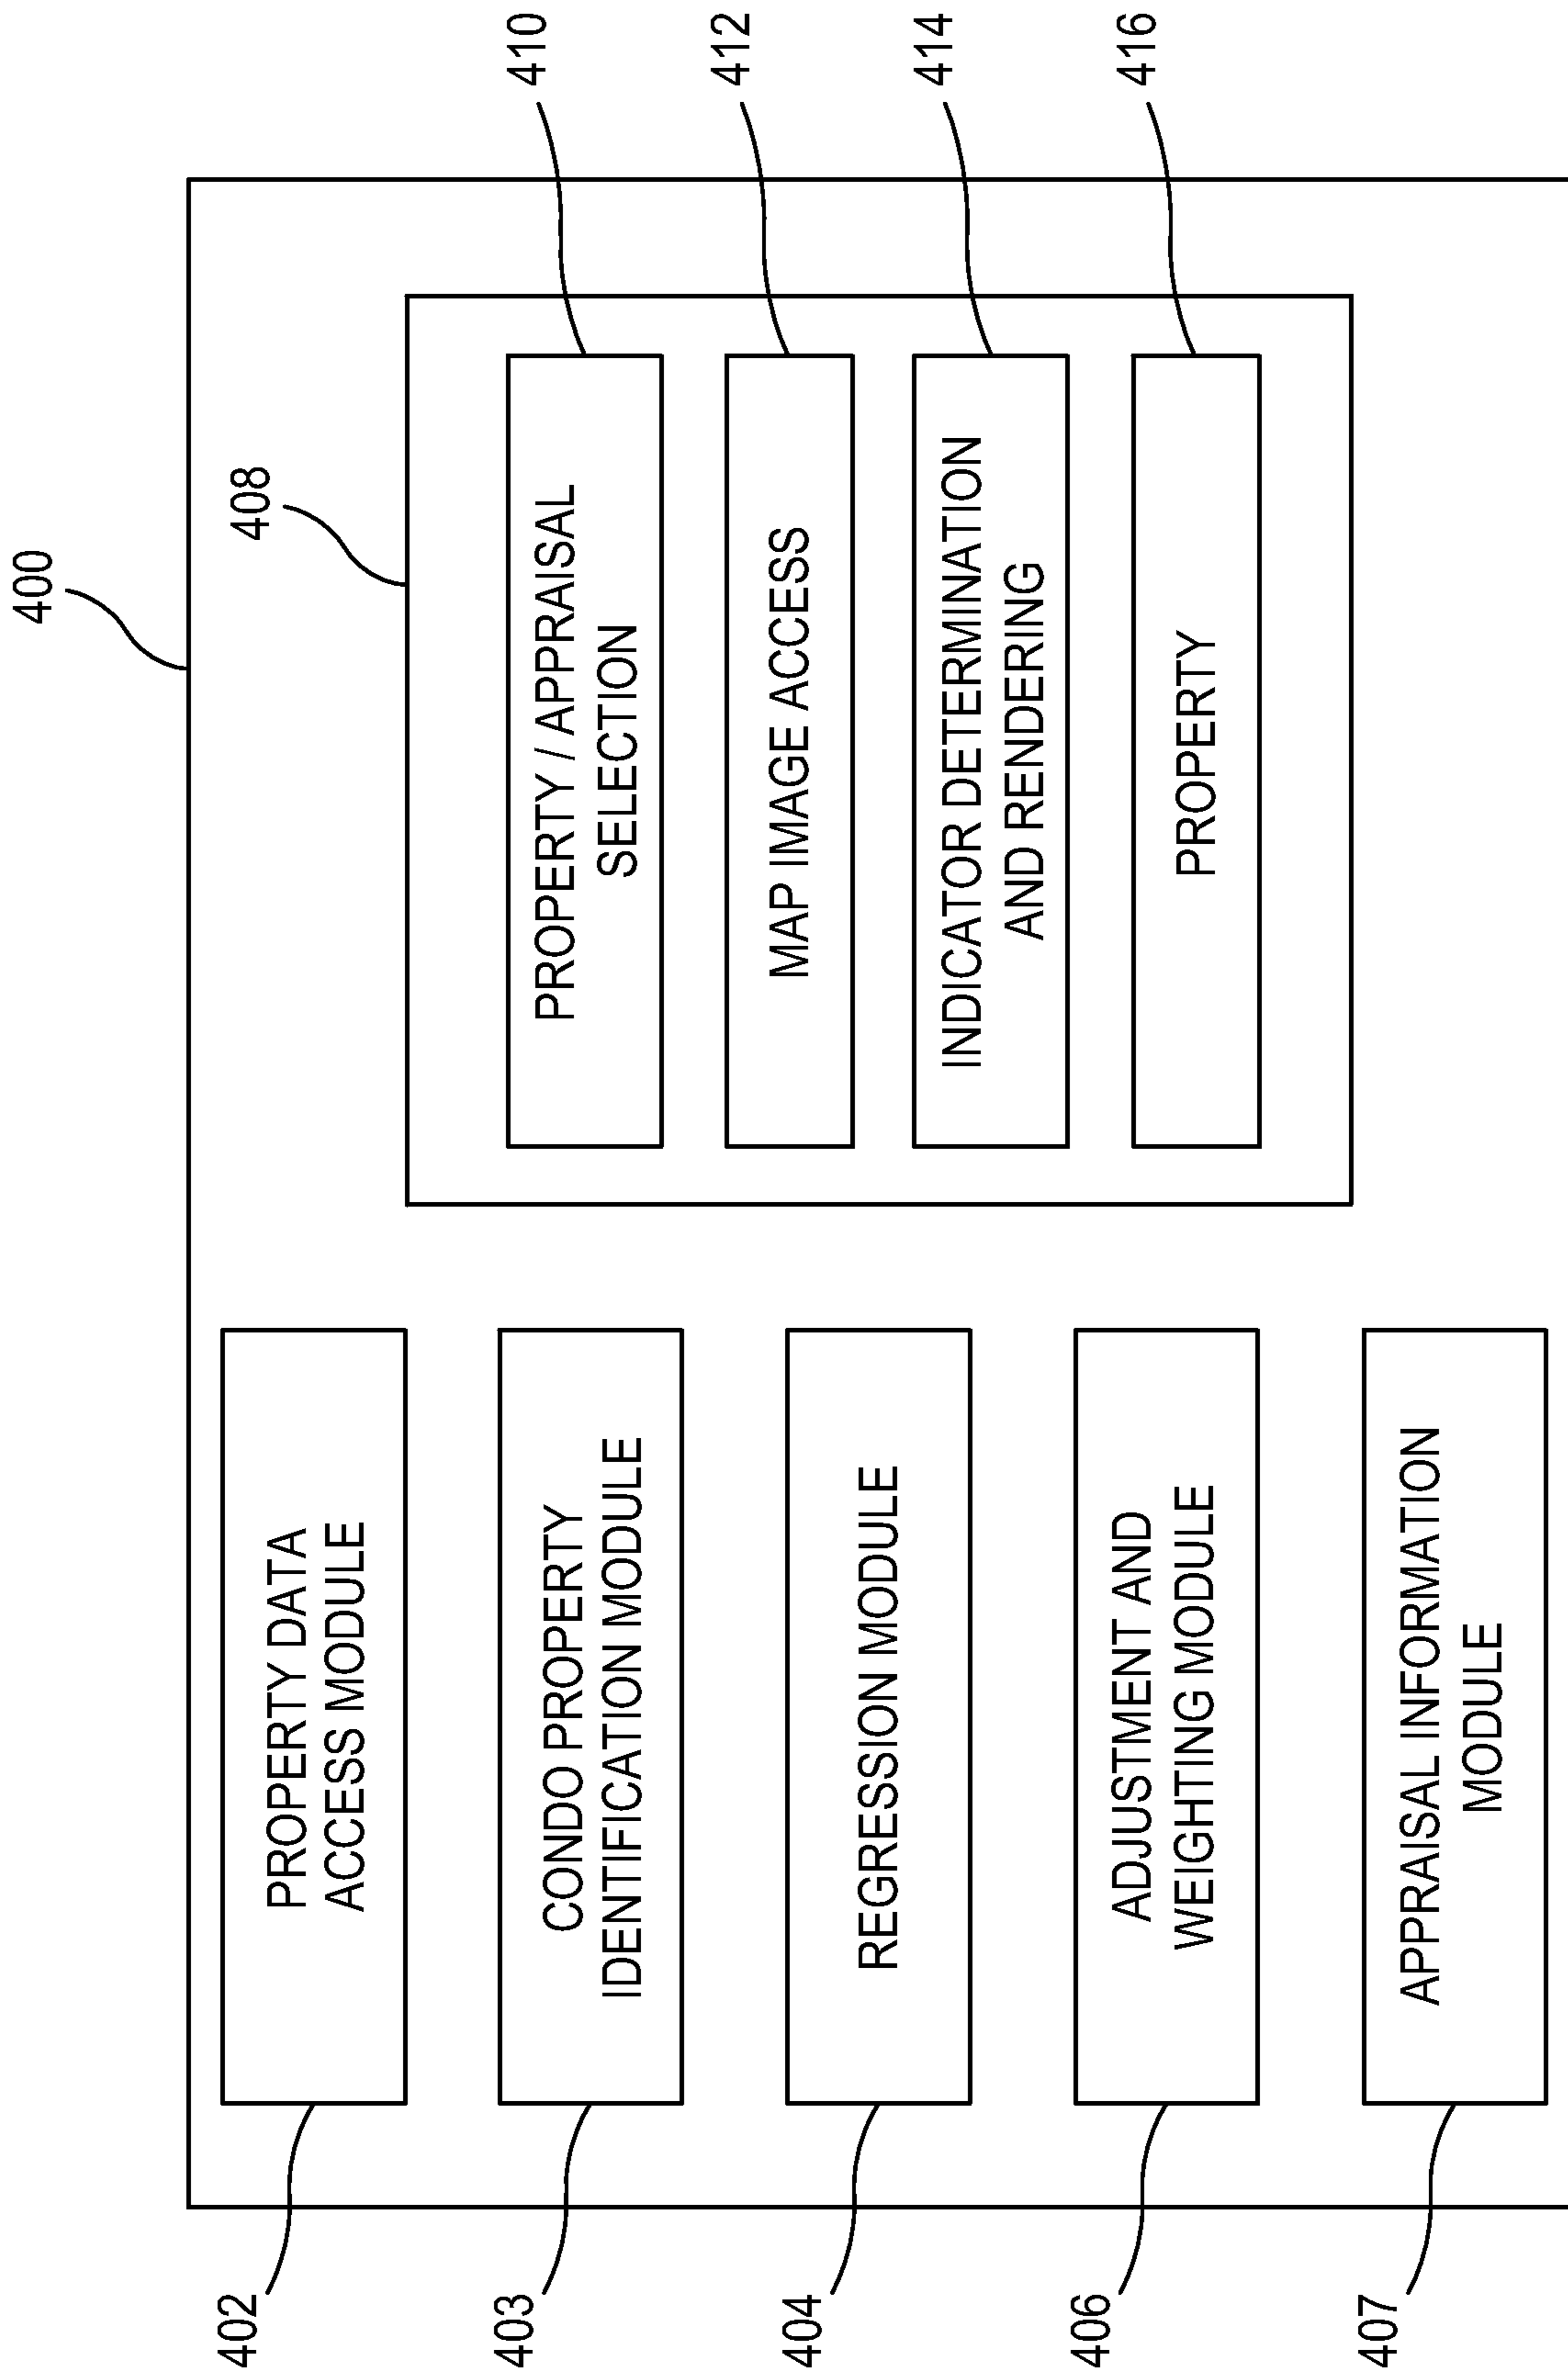 400
402
PROPERTY DATA
ACCESS MODULE
403
CONDO PROPERTY
IDENTIFICATION MODULE
404
REGRESSION MODULE
406
ADJUSTMENT AND
WEIGHTING MODULE
407
APPRAISAL INFORMATION
MODULE
408
PROPERTY / APPRAISAL
SELECTION
410
MAP IMAGE ACCESS
412
INDICATOR DETERMINATION
AND RENDERING
414
PROPERTY
416